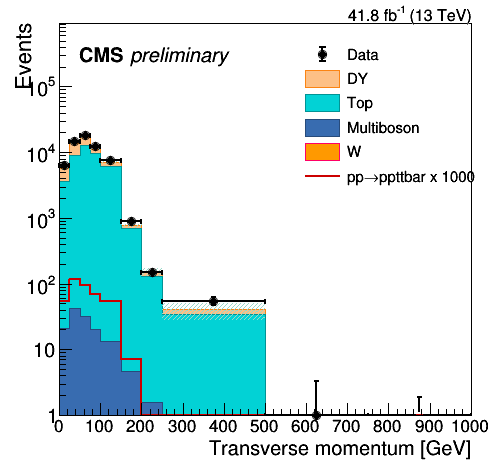 41.8 fb⁻¹ (13 TeV)
Events
CMS preliminary
Data
DY
Top
Multiboson
W
pp→ppttbar x 1000
10⁵
10⁴
10³
10²
10
1
0 100 200 300 400 500 600 700 800 900 1000
Transverse momentum [GeV]